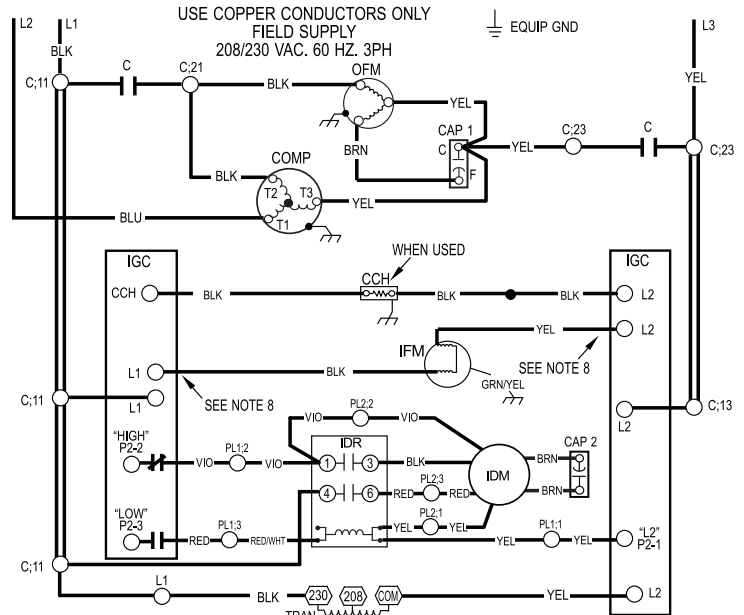 USE COPPER CONDUCTORS ONLY
FIELD SUPPLY
208/230 VAC. 60 HZ. 3PH
EQUIP GND
L2
L1
L3
BLK
YEL
C;11
C
C;21
BLK
OFM
YEL
CAP 1
C
F
YEL
C;23
C
C;23
BRN
COMP
BLK
T2
T3
T1
YEL
BLU
IGC
WHEN USED
IGC
CCH
BLK
CCH
BLK
BLK
L2
YEL
L2
IFM
SEE NOTE 8
L1
BLK
GRN/YEL
C;11
L1
SEE NOTE 8
L2
C;13
PL2;2
VIO
VIO
"HIGH"
P2-2
VIO
PL1;2
VIO
IDR
1
3
BLK
IDM
BRN
CAP 2
BRN
4
6
RED
PL2;3
RED
"LOW"
P2-3
RED
PL1;3
RED/WHT
YEL
PL2;1
YEL
YEL
PL1;1
YEL
"L2"
P2-1
C;11
L1
BLK
230
208
COM
YEL
L2
TRAN